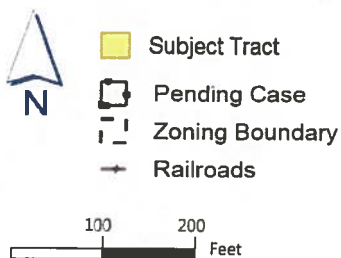 N
Subject Tract
Pending Case
Zoning Boundary
Railroads
100 200
Feet